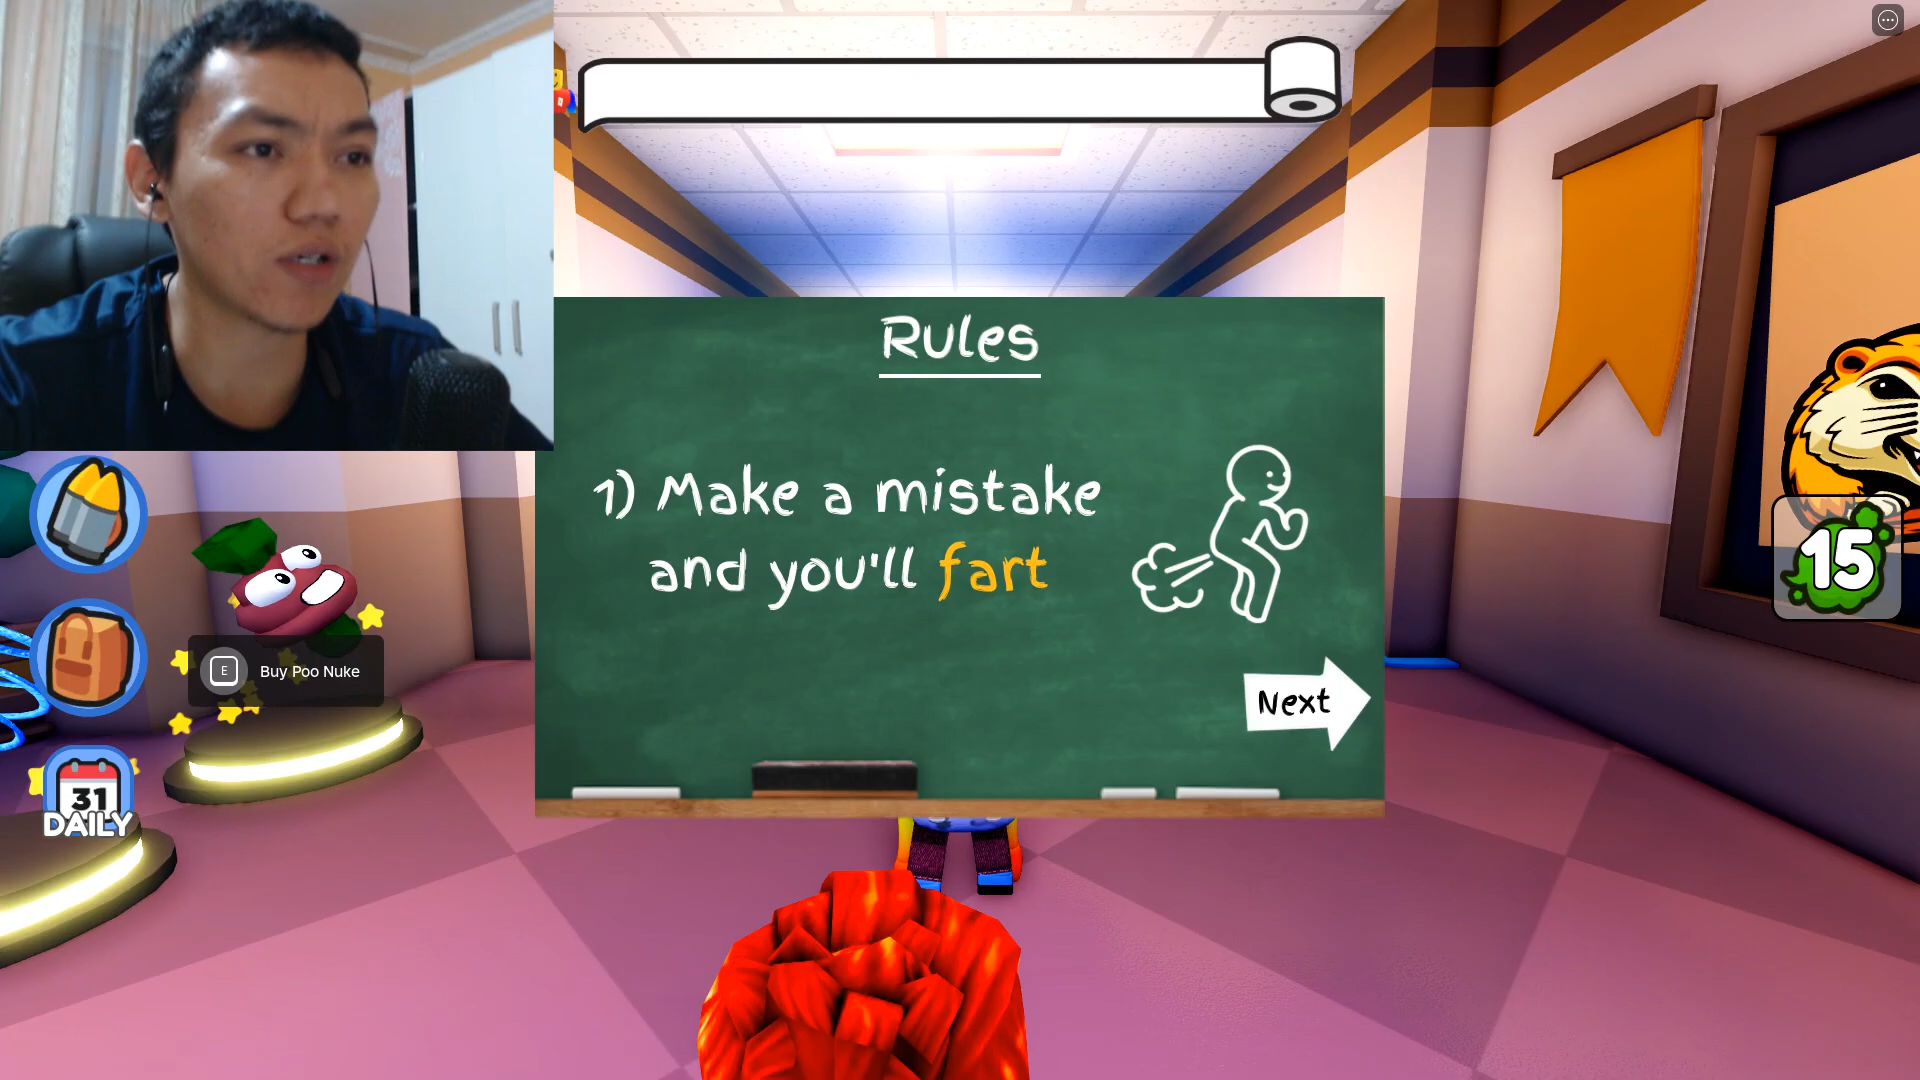 Rules
1) Make a mistake
and you'll fart
Next
15
E Buy Poo Nuke
31
DAILY